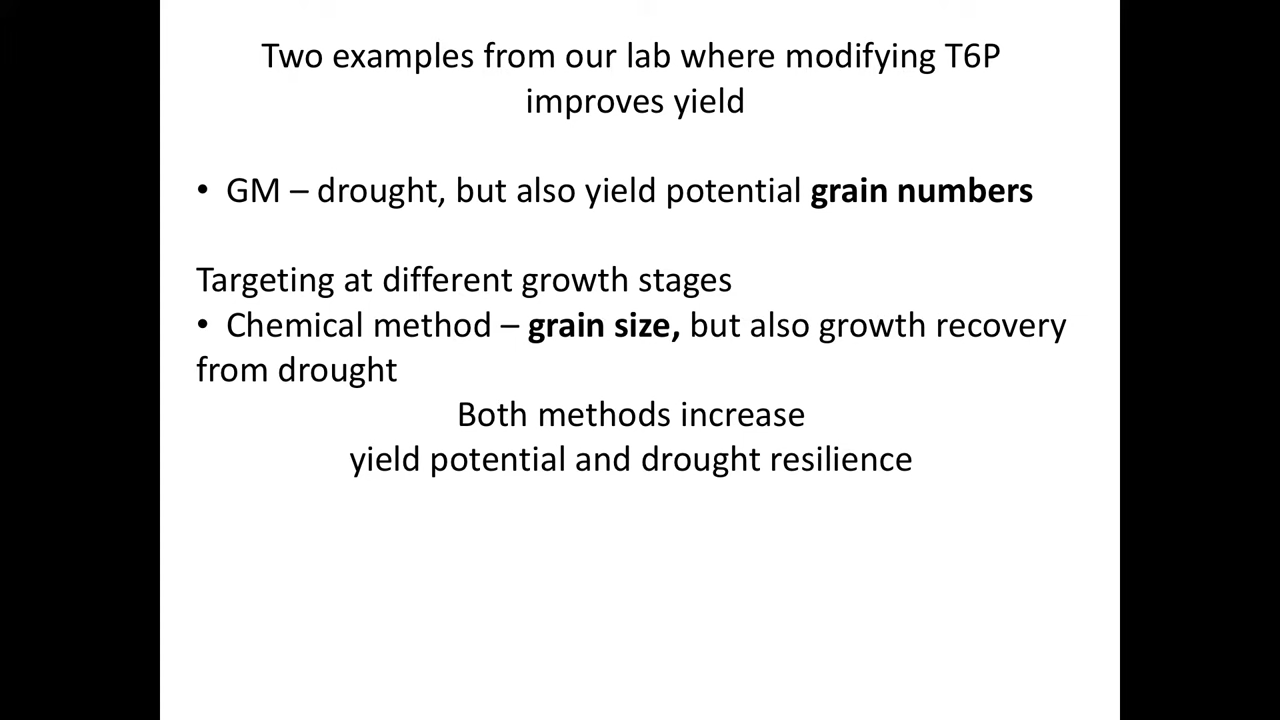 Two examples from our lab where modifying T6P
improves yield
• GM – drought, but also yield potential grain numbers
Targeting at different growth stages
• Chemical method – grain size, but also growth recovery
from drought
Both methods increase
yield potential and drought resilience